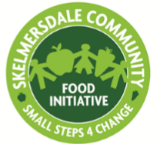 SKELMERSDALE COMMUNITY
FOOD
INITIATIVE
SMALL STEPS 4 CHANGE